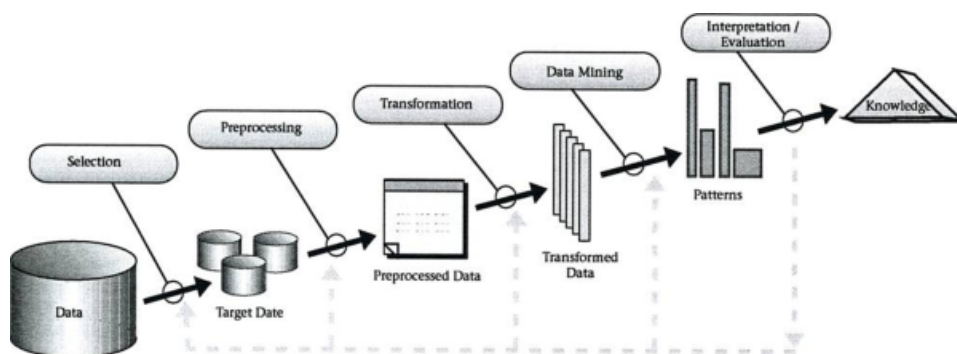 Interpretation /
Evaluation
Data Mining
Transformation
Preprocessing
Selection
Knowledge
Patterns
Transformed
Data
Preprocessed Data
Target Date
Data